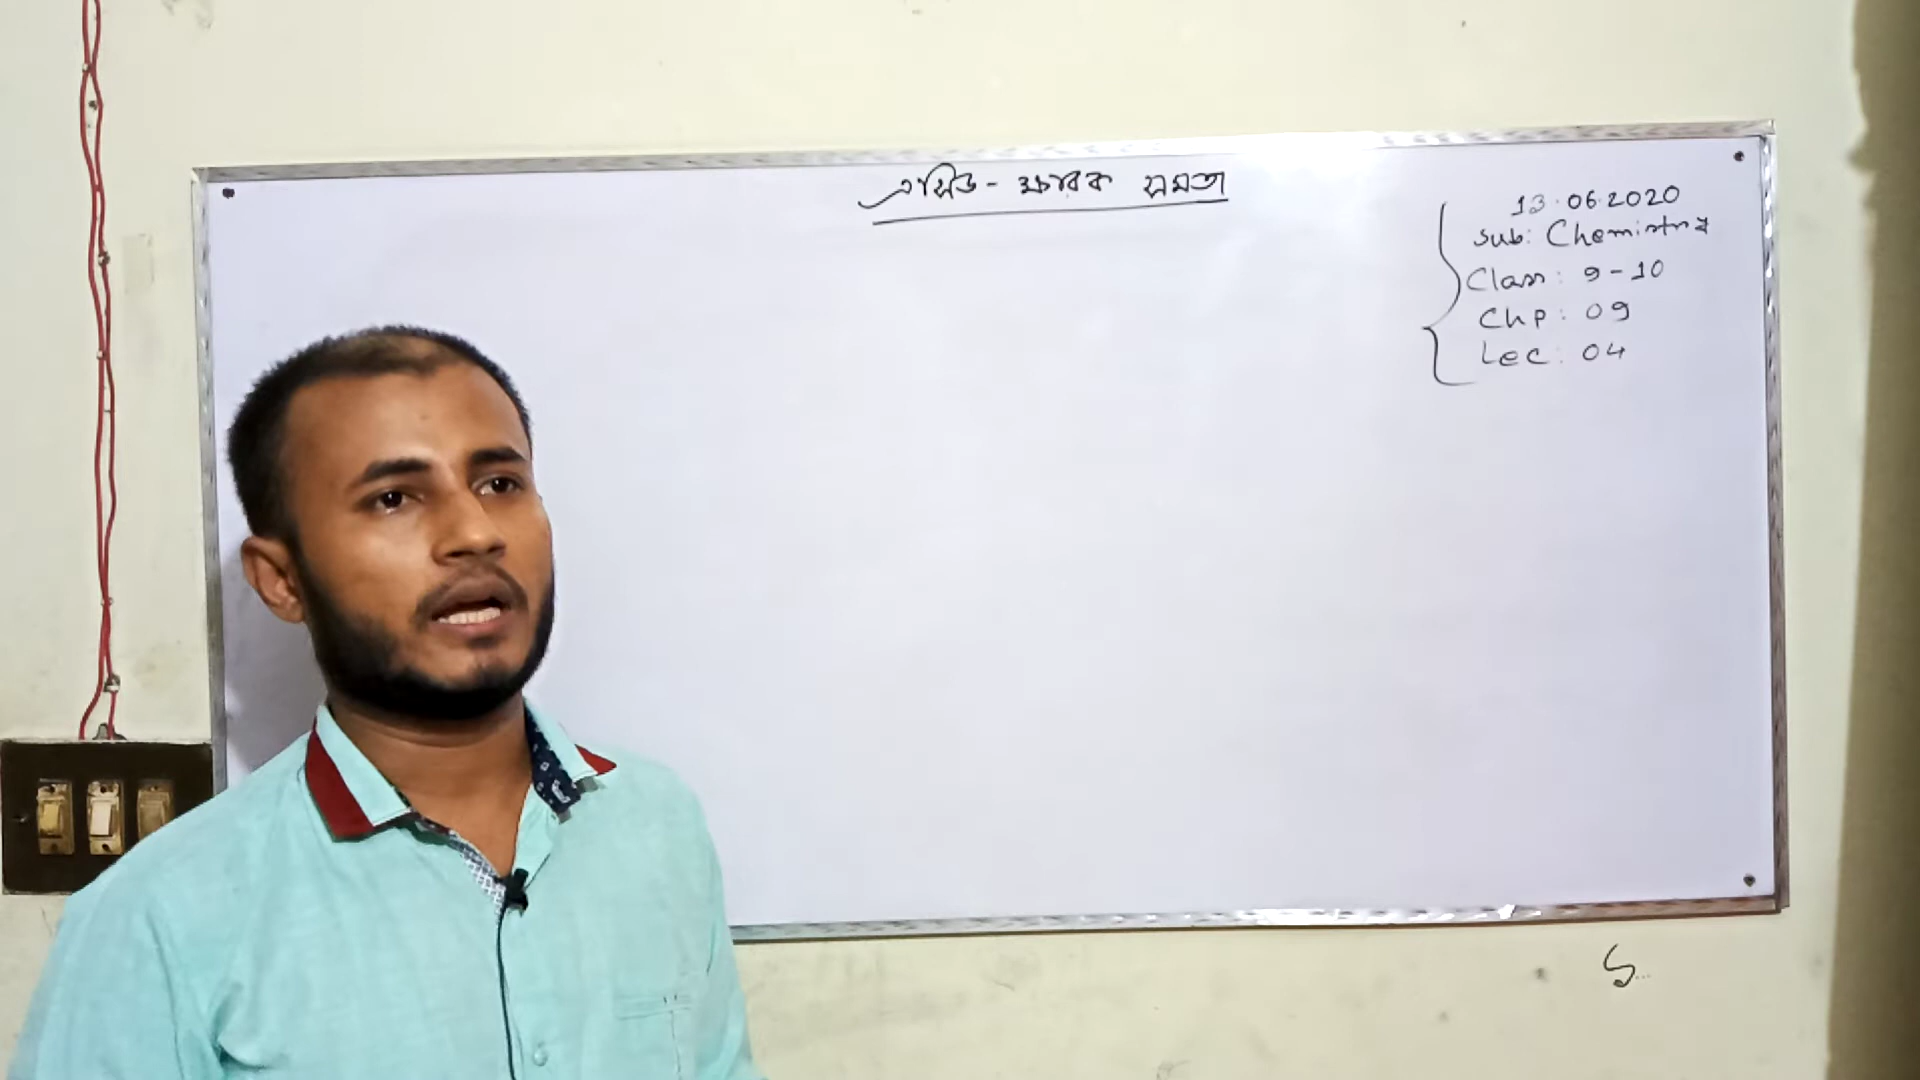 এসিড - ক্ষারক সমতা
13.06.2020
Sub: Chemistry
Class: 9-10
Chp: 09
Lec: 04
S...